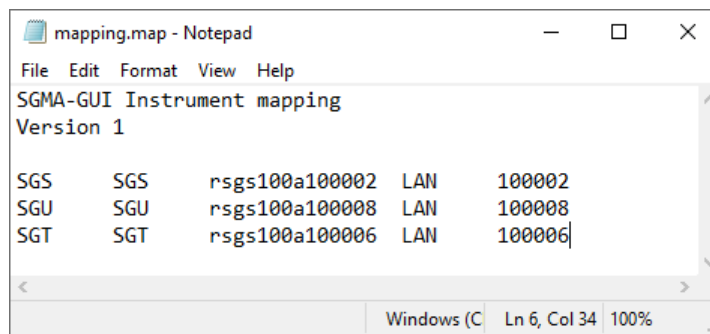 mapping.map - Notepad
File Edit Format View Help
SGMA-GUI Instrument mapping
Version 1
SGS SGS rsgs100a100002 LAN 100002
SGU SGU rsgs100a100008 LAN 100008
SGT SGT rsgs100a100006 LAN 100006
Windows (C Ln 6, Col 34 100%